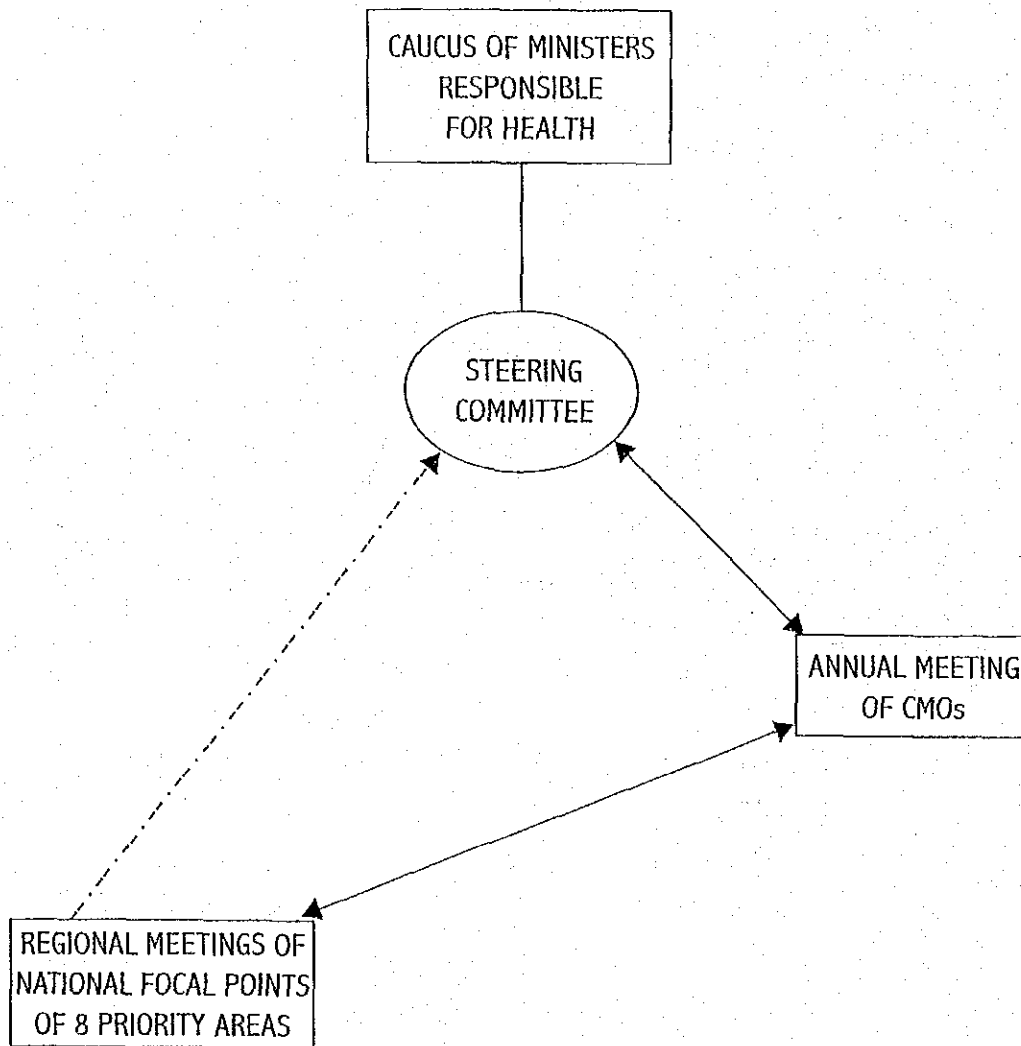 CAUCUS OF MINISTERS
RESPONSIBLE
FOR HEALTH
STEERING
COMMITTEE
ANNUAL MEETING
OF CMOs
REGIONAL MEETINGS OF
NATIONAL FOCAL POINTS
OF 8 PRIORITY AREAS